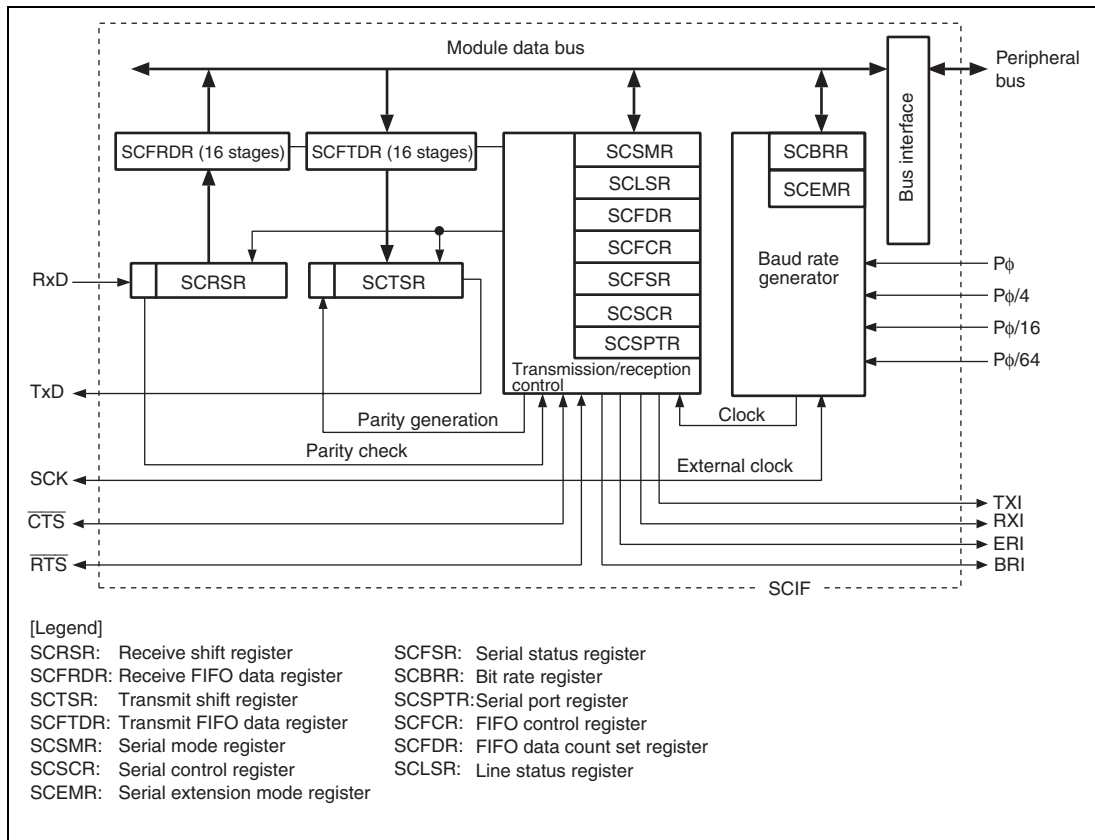 Module data bus
Peripheral
bus
Bus interface
SCFRDR (16 stages)
SCFTDR (16 stages)
SCSMR
SCLSR
SCFDR
SCFCR
SCFSR
SCSCR
SCSPTR
Transmission/reception
control
SCBRR
SCEMR
Baud rate
generator
RxD
SCRSR
SCTSR
Pϕ
Pϕ/4
Pϕ/16
Pϕ/64
TxD
Parity generation
Clock
Parity check
SCK
External clock
CTS
RTS
TXI
RXI
ERI
BRI
SCIF
[Legend]
SCRSR: Receive shift register
SCFRDR: Receive FIFO data register
SCTSR: Transmit shift register
SCFTDR: Transmit FIFO data register
SCSMR: Serial mode register
SCSCR: Serial control register
SCEMR: Serial extension mode register
SCFSR: Serial status register
SCBRR: Bit rate register
SCSPTR: Serial port register
SCFCR: FIFO control register
SCFDR: FIFO data count set register
SCLSR: Line status register